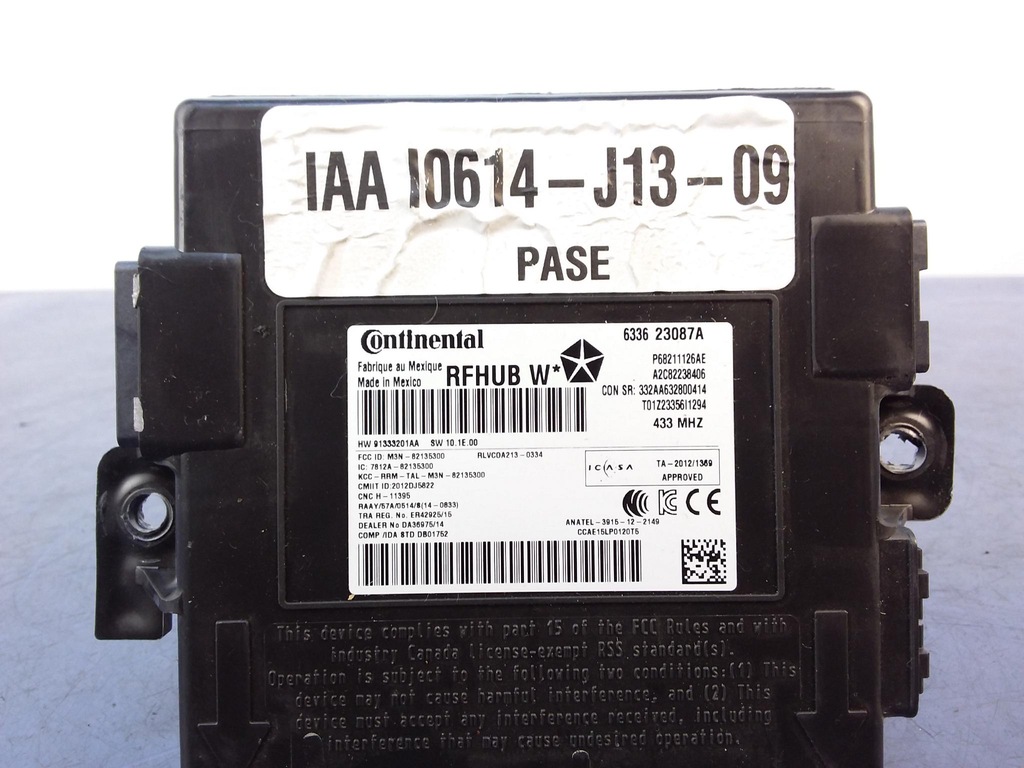 IAA I0614-J13-09
PASE
Continental
6336 23087A
Fabrique au Mexique
Made in Mexico
RFHUB W*
P68211126AE
A2C82238406
CON SR: 332AA632800414
T01Z23356I1294
433 MHZ
HW 91333201AA SW 10.1E.00
FCC ID: M3N-82135300 RLVCOA213-0334
IC: 7812A-82135300
KCC-RRM-TAL-M3N-82135300
CMIIT ID:2012DJ5822
CNC H-11395
RAAY/57A/0514/8(14-0833)
TRA REG. No. ER42925/15
DEALER No DA36975/14
COMP /IDA STD DB01752
ICASA
TA-2012/1369
APPROVED
CE
ANATEL-3915-12-2149
CCAE15LP0120T5
This device complies with part 15 of the FCC Rules and with
Industry Canada license-exempt RSS standard(s).
Operation is subject to the following two conditions:(1) This
device may not cause harmful interference, and (2) This
device must accept any interference received, including
interference that may cause undesired operation.